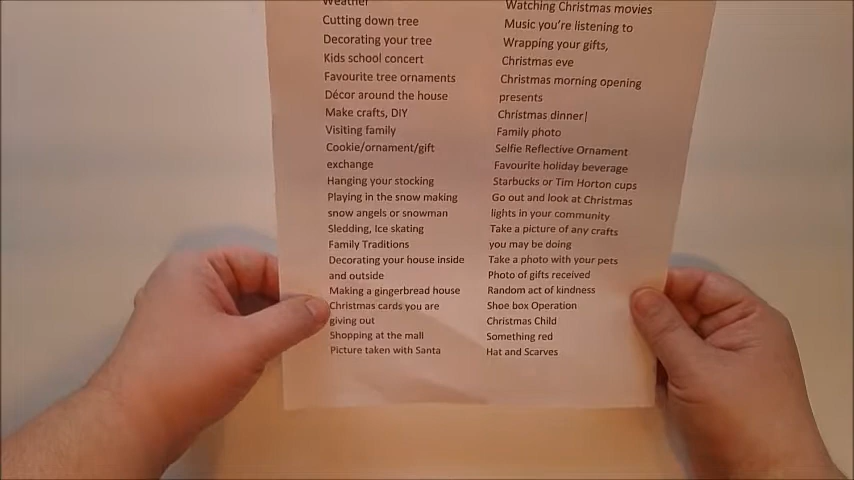 Weather
Cutting down tree
Decorating your tree
Kids school concert
Favourite tree ornaments
Décor around the house
Make crafts, DIY
Visiting family
Cookie/ornament/gift
exchange
Hanging your stocking
Playing in the snow making
snow angels or snowman
Sledding, Ice skating
Family Traditions
Decorating your house inside
and outside
Making a gingerbread house
Christmas cards you are
giving out
Shopping at the mall
Picture taken with Santa
Watching Christmas movies
Music you're listening to
Wrapping your gifts,
Christmas eve
Christmas morning opening
presents
Christmas dinner|
Family photo
Selfie Reflective Ornament
Favourite holiday beverage
Starbucks or Tim Horton cups
Go out and look at Christmas
lights in your community
Take a picture of any crafts
you may be doing
Take a photo with your pets
Photo of gifts received
Random act of kindness
Shoe box Operation
Christmas Child
Something red
Hat and Scarves